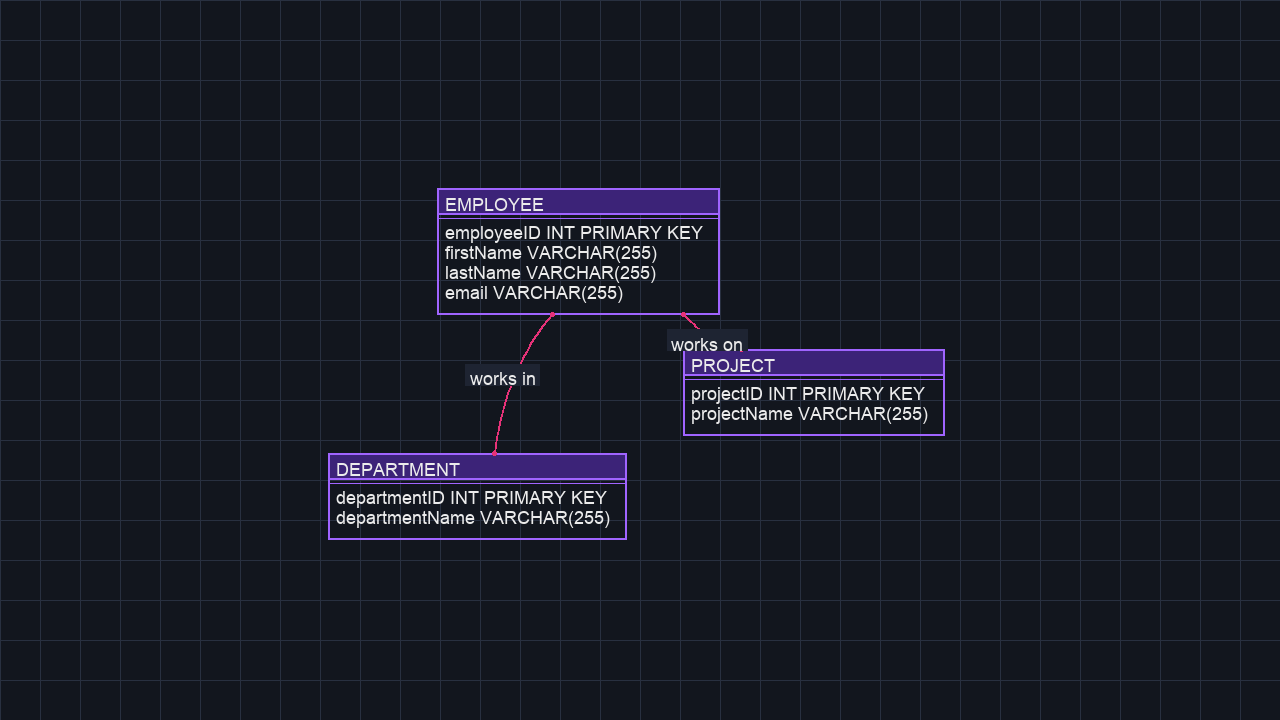 EMPLOYEE
employeeID INT PRIMARY KEY
firstName VARCHAR(255)
lastName VARCHAR(255)
email VARCHAR(255)
works on
PROJECT
projectID INT PRIMARY KEY
projectName VARCHAR(255)
works in
DEPARTMENT
departmentID INT PRIMARY KEY
departmentName VARCHAR(255)